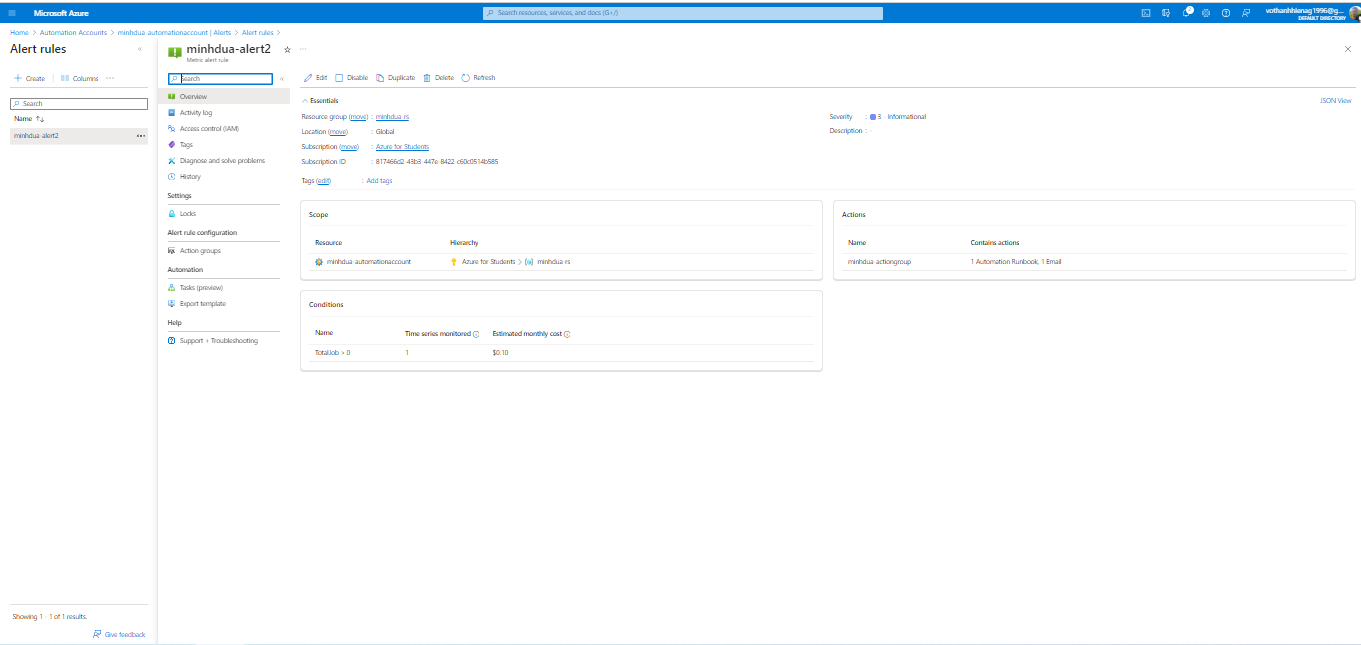 Microsoft Azure
Search resources, services, and docs (G+/)
vothanhhienag1996@g...
DEFAULT DIRECTORY
Home > Automation Accounts > minhdua-automationaccount | Alerts > Alert rules >
Alert rules
Create
Columns
Search
Name
minhdua-alert2
Showing 1 - 1 of 1 results.
Give feedback
minhdua-alert2
Metric alert rule
Search
Overview
Activity log
Access control (IAM)
Tags
Diagnose and solve problems
History
Settings
Locks
Alert rule configuration
Action groups
Automation
Tasks (preview)
Export template
Help
Support + Troubleshooting
Edit
Disable
Duplicate
Delete
Refresh
Essentials
JSON View
Resource group (move) : minhdua-rs
Location (move) : Global
Subscription (move) : Azure for Students
Subscription ID : 817466d2-43b3-447e-8422-c60c0514b585
Tags (edit) : Add tags
Severity : 3 - Informational
Description : -
Scope
Resource Hierarchy
minhdua-automationaccount Azure for Students > minhdua-rs
Actions
Name Contains actions
minhdua-actiongroup 1 Automation Runbook, 1 Email
Conditions
Name Time series monitored Estimated monthly cost
TotalJob > 0 1 $0.10